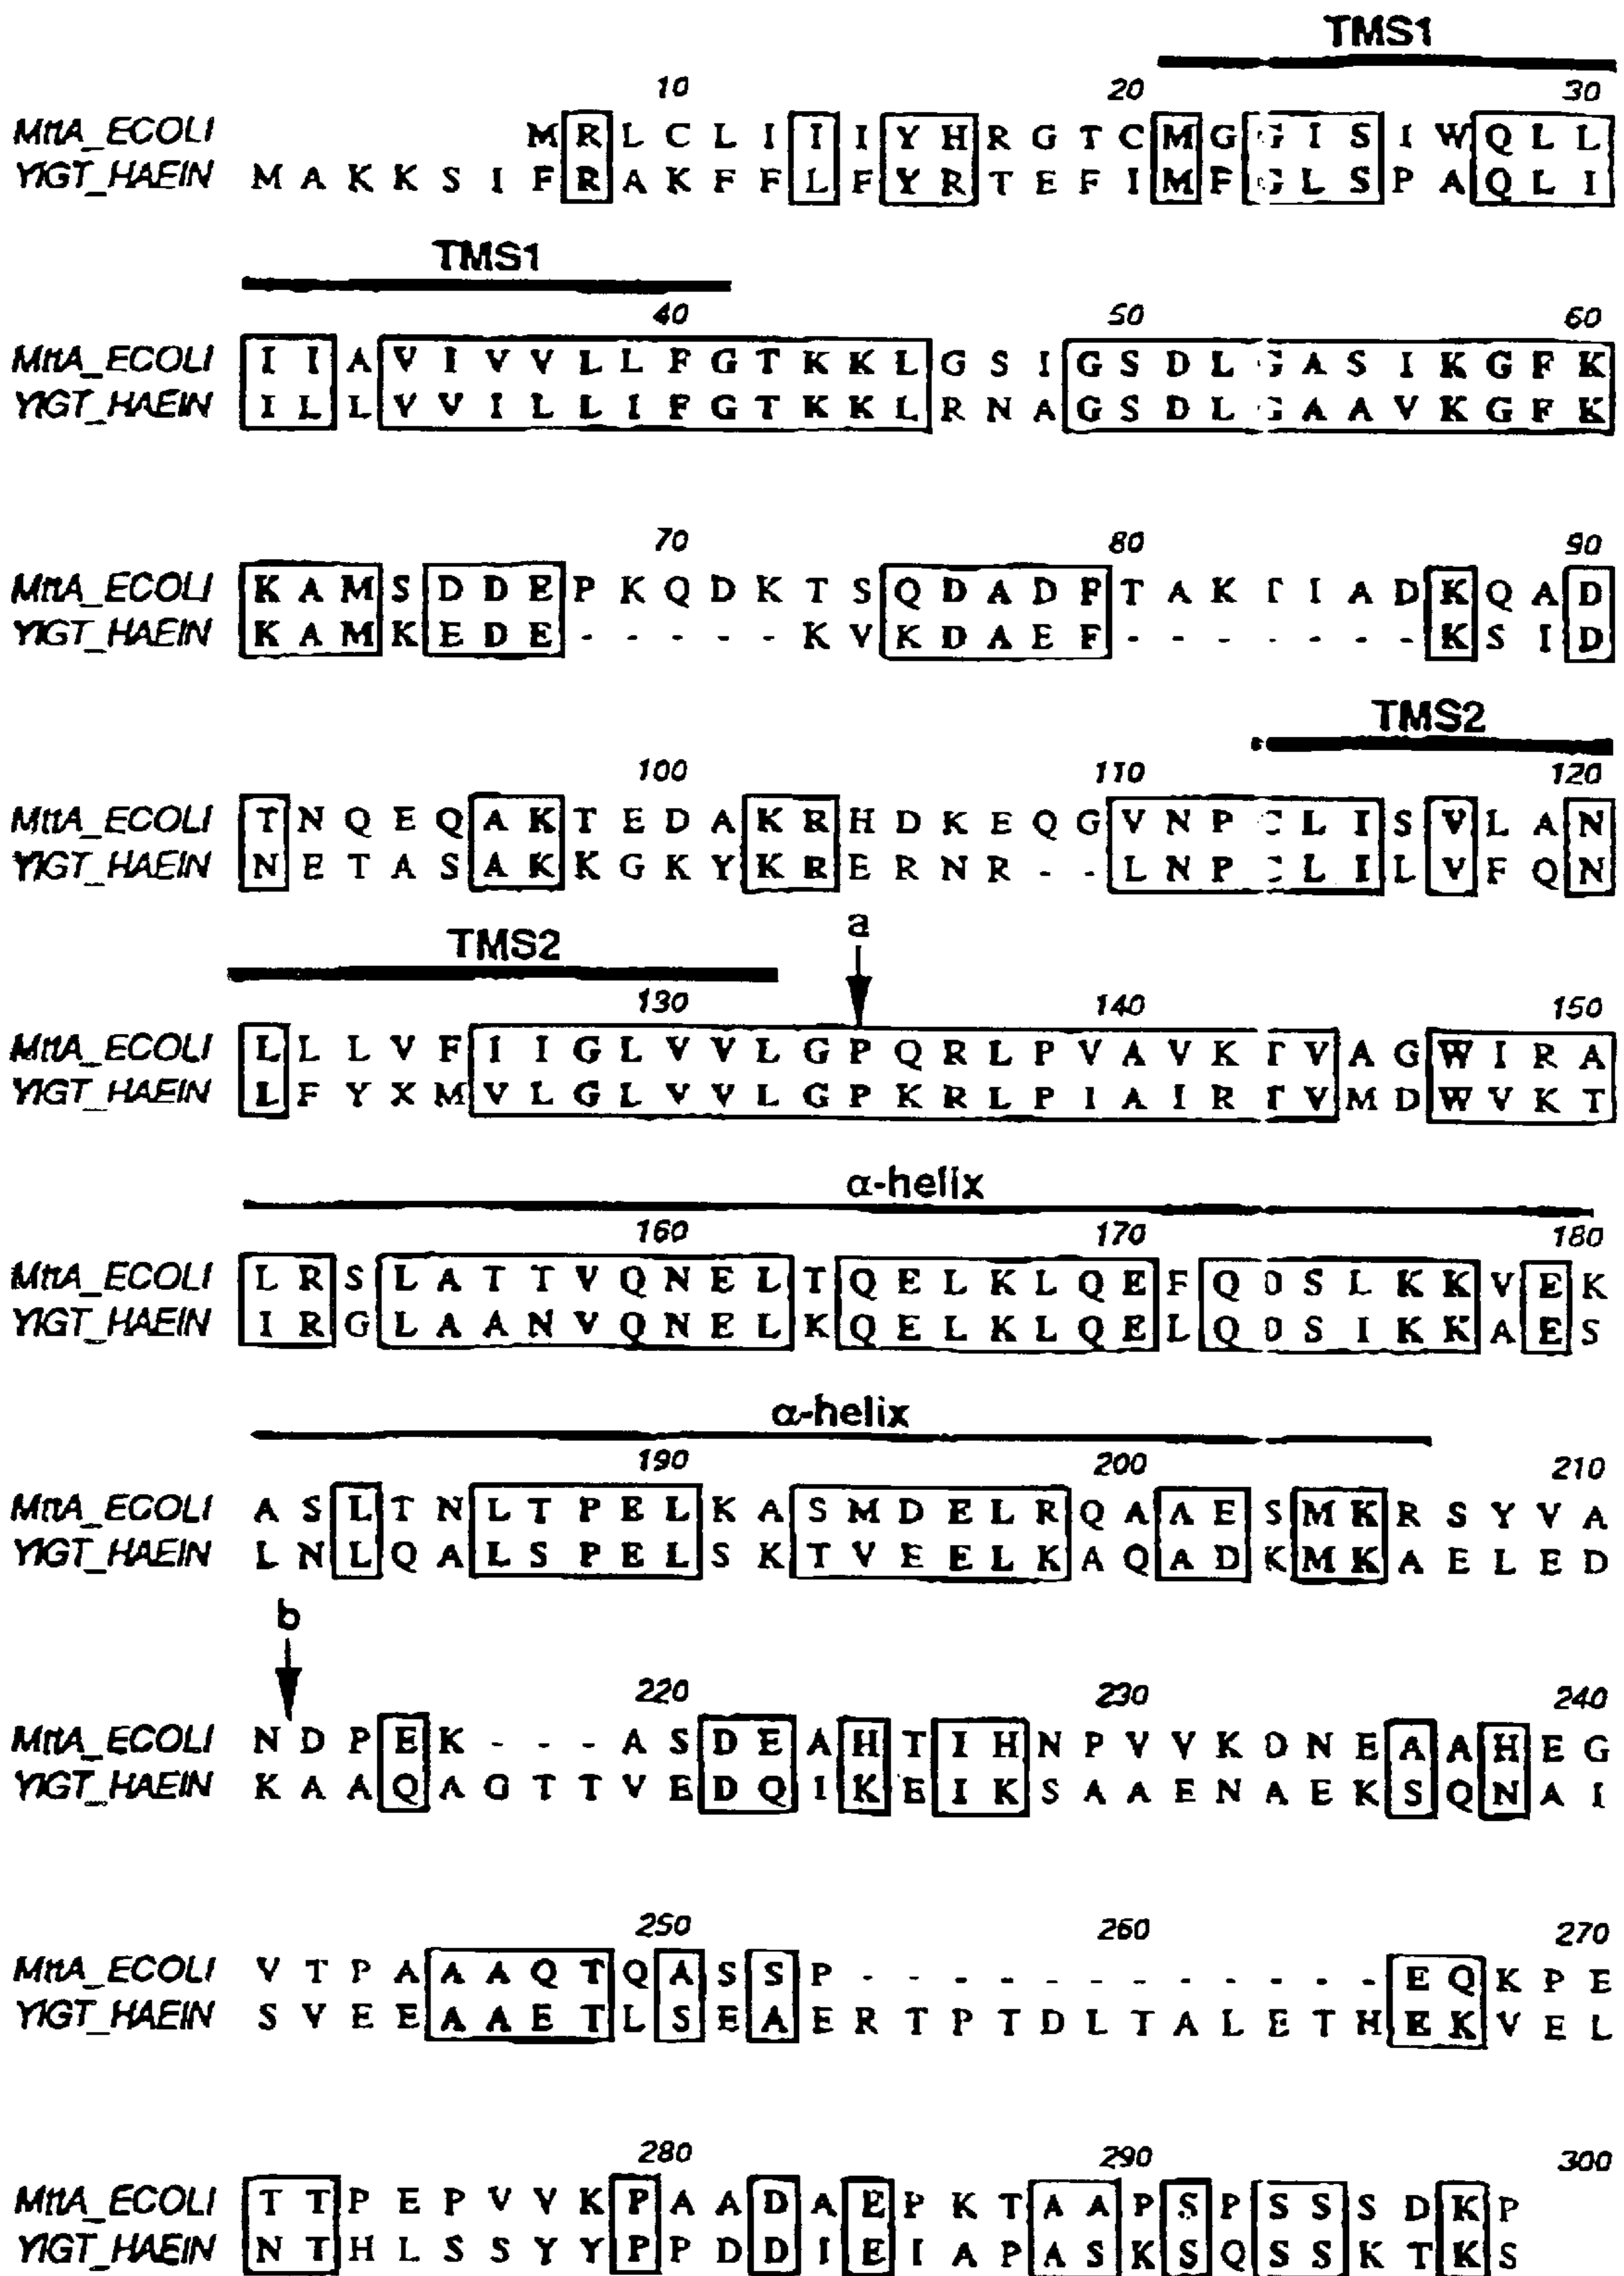 TMS1
10 20 30
MttA_ECOLI M R L C L I I I Y H R G T C M G G I S I W Q L L
YIGT_HAEIN M A K K S I F R A K F F L F Y R T E F I M F G L S P A Q L I
TMS1
40 50 60
MttA_ECOLI I I A V I V V L L F G T K K L G S I G S D L G A S I K G F K
YIGT_HAEIN I L L V V I L L I F G T K K L R N A G S D L G A A V K G F K
70 80 90
MttA_ECOLI K A M S D D E P K Q D K T S Q D A D F T A K T I A D K Q A D
YIGT_HAEIN K A M K E D E - - - - - K V K D A E F - - - - - - - K S I D
TMS2
100 110 120
MttA_ECOLI T N Q E Q A K T E D A K R H D K E Q G V N P L I S V L A N
YIGT_HAEIN N E T A S A K K G K Y K R E R N R - - L N P L I L V F Q N
TMS2 a
130 140 150
MttA_ECOLI L L L V F I I G L V V L G P Q R L P V A V K T V A G W I R A
YIGT_HAEIN L F Y X M V L G L V V L G P K R L P I A I R T V M D W V K T
α-helix
160 170 180
MttA_ECOLI L R S L A T T V Q N E L T Q E L K L Q E F Q D S L K K V E K
YIGT_HAEIN I R G L A A N V Q N E L K Q E L K L Q E L Q D S I K K A E S
α-helix
190 200 210
MttA_ECOLI A S L T N L T P E L K A S M D E L R Q A A E S M K R S Y V A
YIGT_HAEIN L N L Q A L S P E L S K T V E E L K A Q A D K M K A E L E D
b
220 230 240
MttA_ECOLI N D P E K - - - A S D E A H T I H N P V V K D N E A A H E G
YIGT_HAEIN K A A Q A G T T V E D Q I K E I K S A A E N A E K S Q N A I
250 260 270
MttA_ECOLI V T P A A A Q T Q A S S P - - - - - - - - - - - - E Q K P E
YIGT_HAEIN S V E E A A E T L S E A E R T P T D L T A L E T H E K V E L
280 290 300
MttA_ECOLI T T P E P V V K P A A D A E P K T A A P S P S S S D K P
YIGT_HAEIN N T H L S S Y Y P P D D I E I A P A S K S Q S S K T K S